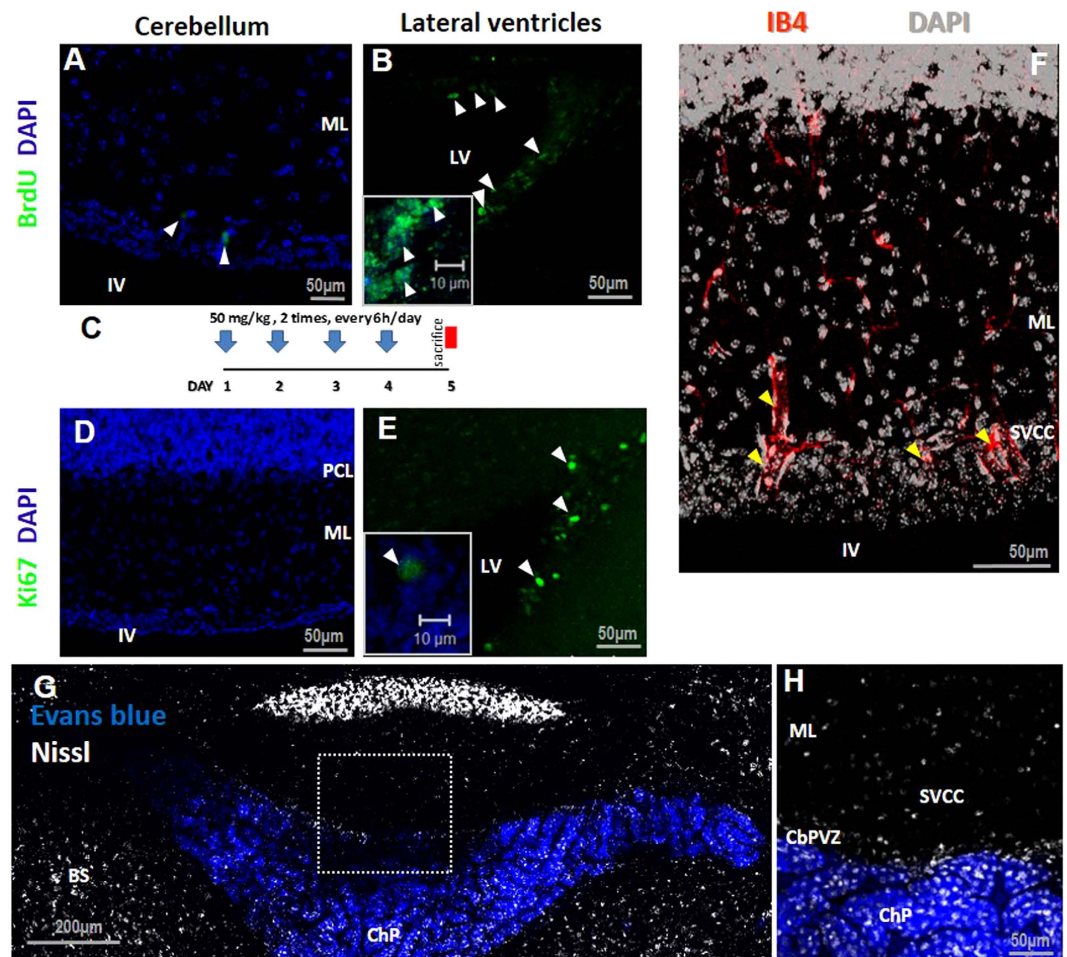 Cerebellum
Lateral ventricles
IB4
DAPI
BrdU DAPI
A
ML
IV
50µm
B
LV
10 µm
50µm
C
50 mg/kg , 2 times, every6h/day
sacrifice
DAY 1 2 3 4 5
Ki67 DAPI
D
PCL
ML
IV
50µm
E
LV
10 µm
50µm
F
ML
SVCC
IV
50µm
G
Evans blue
Nissl
BS
200µm
ChP
H
ML
SVCC
CbPVZ
ChP
50µm